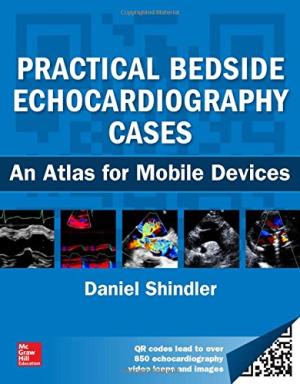 PRACTICAL BEDSIDE
ECHOCARDIOGRAPHY
CASES
An Atlas for Mobile Devices
Daniel Shindler
Mc
Graw
Hill
Education
QR codes lead to over
850 echocardiography
video loops and images